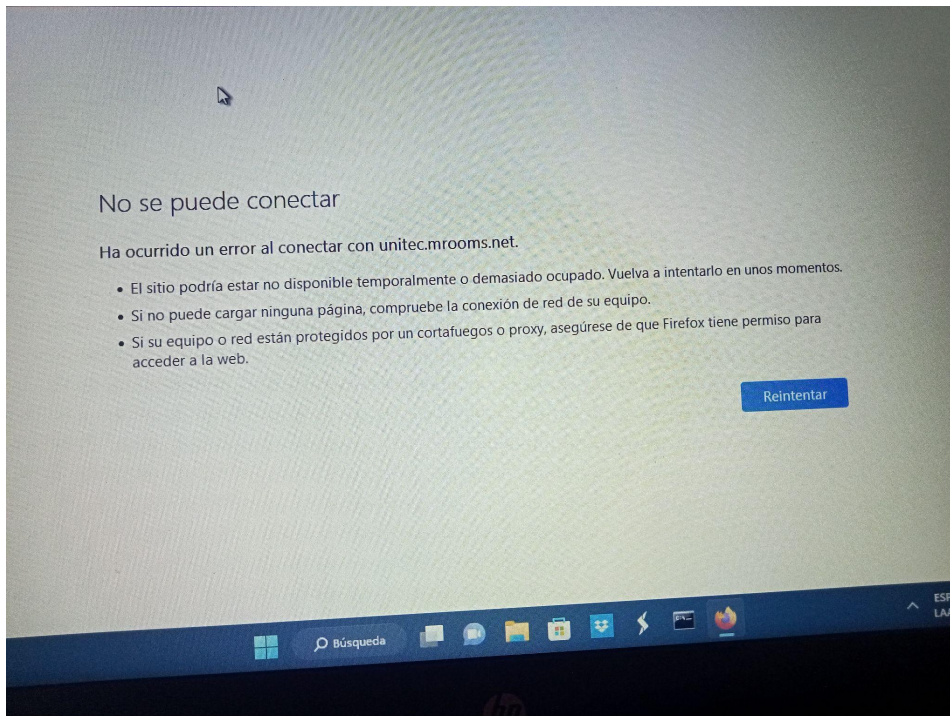 No se puede conectar
Ha ocurrido un error al conectar con unitec.mrooms.net.
• El sitio podría estar no disponible temporalmente o demasiado ocupado. Vuelva a intentarlo en unos momentos.
• Si no puede cargar ninguna página, compruebe la conexión de red de su equipo.
• Si su equipo o red están protegidos por un cortafuegos o proxy, asegúrese de que Firefox tiene permiso para
acceder a la web.
Reintentar
Búsqueda
ESP
LAA
hp